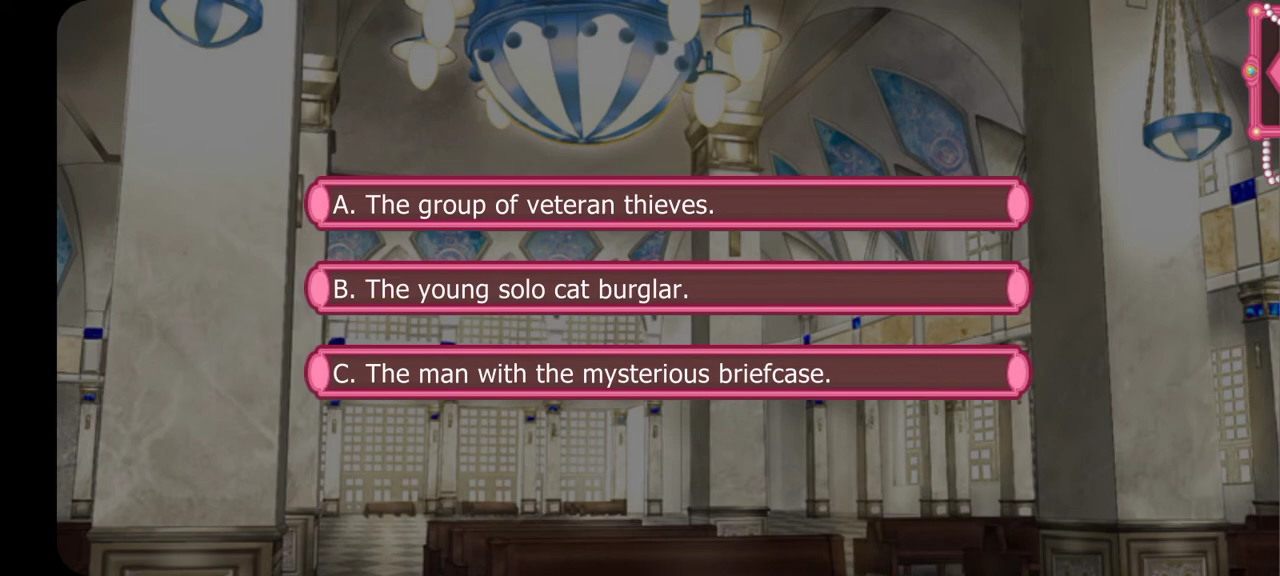 A. The group of veteran thieves.
B. The young solo cat burglar.
C. The man with the mysterious briefcase.